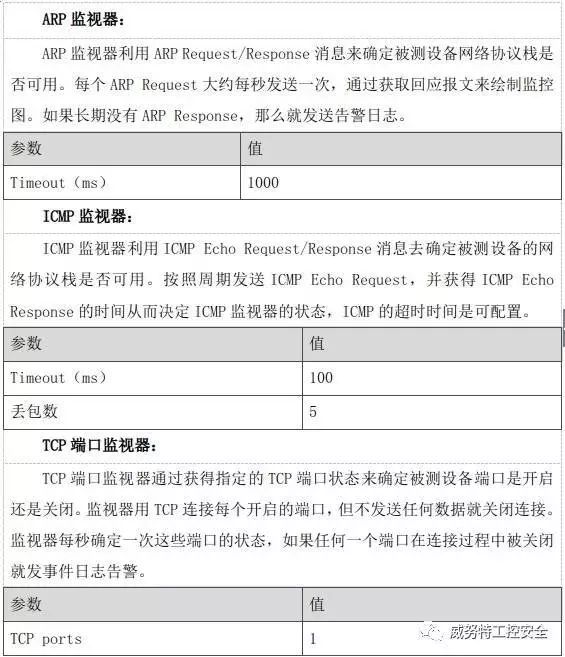 ARP 监视器：
ARP 监视器利用 ARP Request/Response 消息来确定被测设备网络协议栈是
否可用。每个 ARP Request 大约每秒发送一次，通过获取回应报文来绘制监控
图。如果长期没有 ARP Response，那么就发送告警日志。
参数 值
Timeout（ms） 1000
ICMP 监视器：
ICMP 监视器利用 ICMP Echo Request/Response 消息去确定被测设备的网
络协议栈是否可用。按照周期发送 ICMP Echo Request，并获得 ICMP Echo
Response 的时间从而决定 ICMP 监视器的状态，ICMP 的超时时间是可配置。
参数 值
Timeout（ms） 100
丢包数 5
TCP 端口监视器：
TCP 端口监视器通过获得指定的 TCP 端口状态来确定被测设备端口是开启
还是关闭。监视器用 TCP 连接每个开启的端口，但不发送任何数据就关闭连接。
监视器每秒确定一次这些端口的状态，如果任何一个端口在连接过程中被关闭
就发事件日志告警。
参数 值
TCP ports 1
威努特工控安全